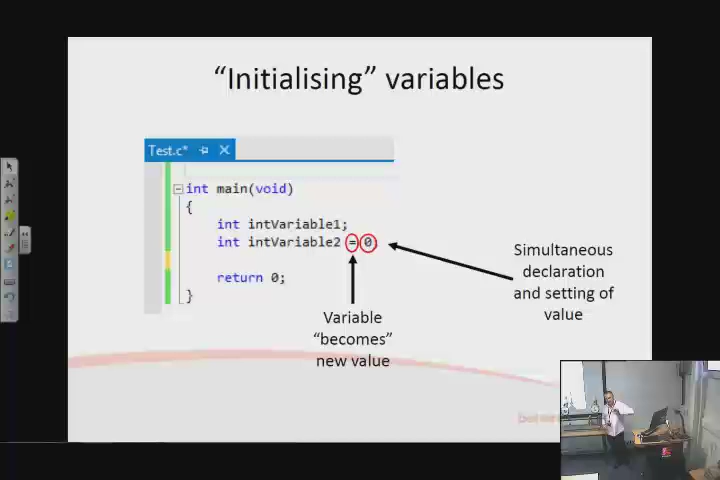 “Initialising” variables
Test.c*
int main(void)
{
int intVariable1;
int intVariable2 = 0;
return 0;
}
Simultaneous
declaration
and setting of
value
Variable
“becomes”
new value